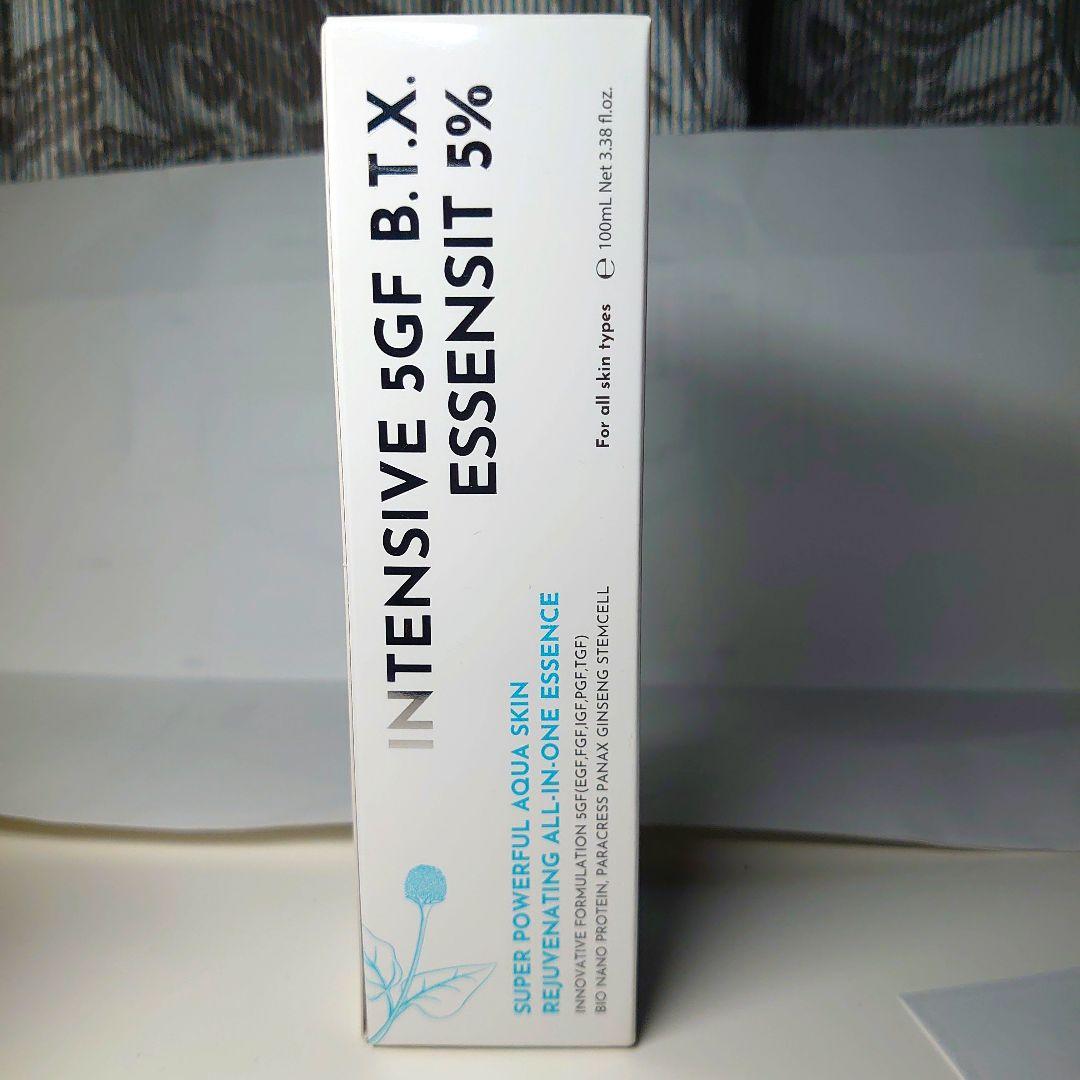 INTENSIVE 5GF B.T.X.
ESSENSIT 5%
SUPER POWERFUL AQUA SKIN
REJUVENATING ALL-IN-ONE ESSENCE
INNOVATIVE FORMULATION 5GF(EGF,FGF,IGF,PGF,TGF)
BIO NANO PROTEIN, PARACRESS PANAX GINSENG STEMCELL
For all skin types ℮ 100mL Net 3.38 fl.oz.